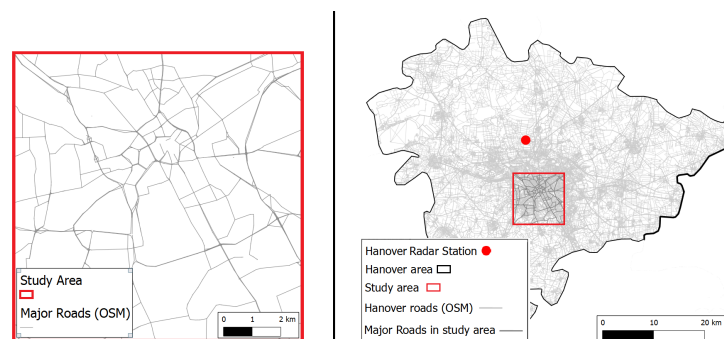 Study Area
Major Roads (OSM)
0 1 2 km
Hanover Radar Station
Hanover area
Study area
Hanover roads (OSM)
Major Roads in study area
0 10 20 km